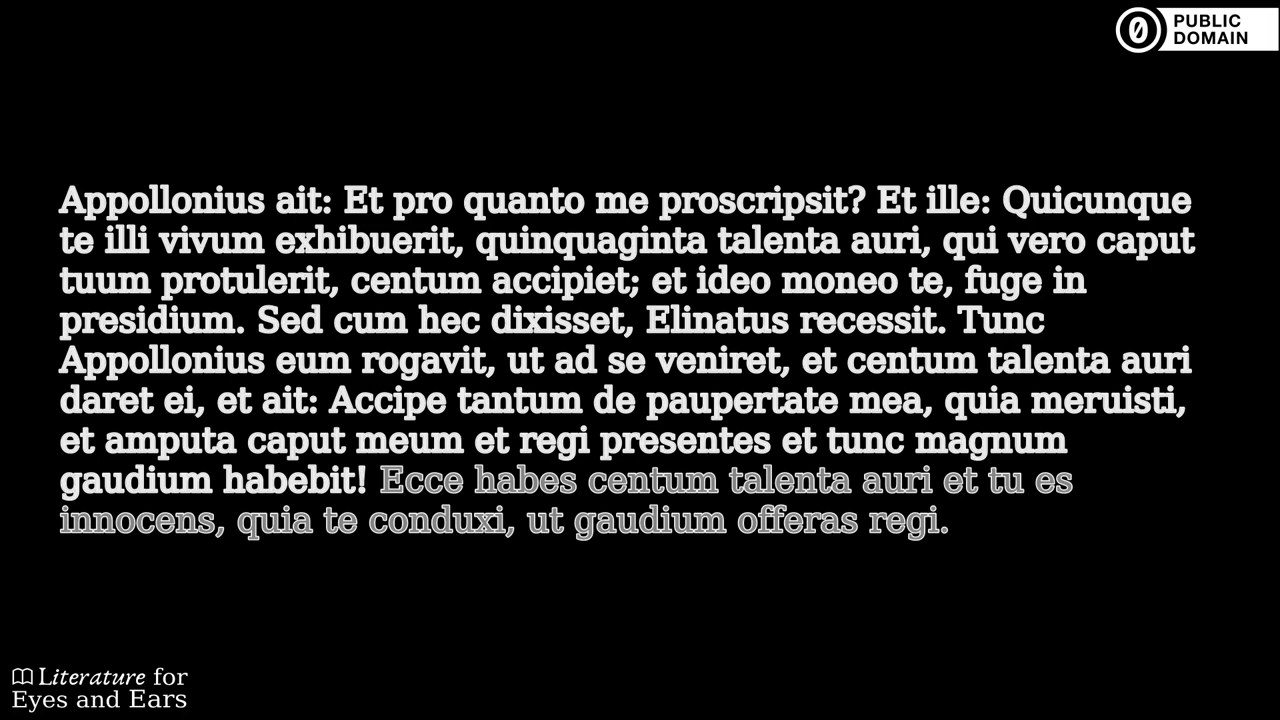 PUBLIC
DOMAIN
Appollonius ait: Et pro quanto me proscripsit? Et ille: Quicunque
te illi vivum exhibuerit, quinquaginta talenta auri, qui vero caput
tuum protulerit, centum accipiet; et ideo moneo te, fuge in
presidium. Sed cum hec dixisset, Elinatus recessit. Tunc
Appollonius eum rogavit, ut ad se veniret, et centum talenta auri
daret ei, et ait: Accipe tantum de paupertate mea, quia meruisti,
et amputa caput meum et regi presentes et tunc magnum
gaudium habebit! Ecce habes centum talenta auri et tu es
innocens, quia te conduxi, ut gaudium offeras regi.
Literature for
Eyes and Ears